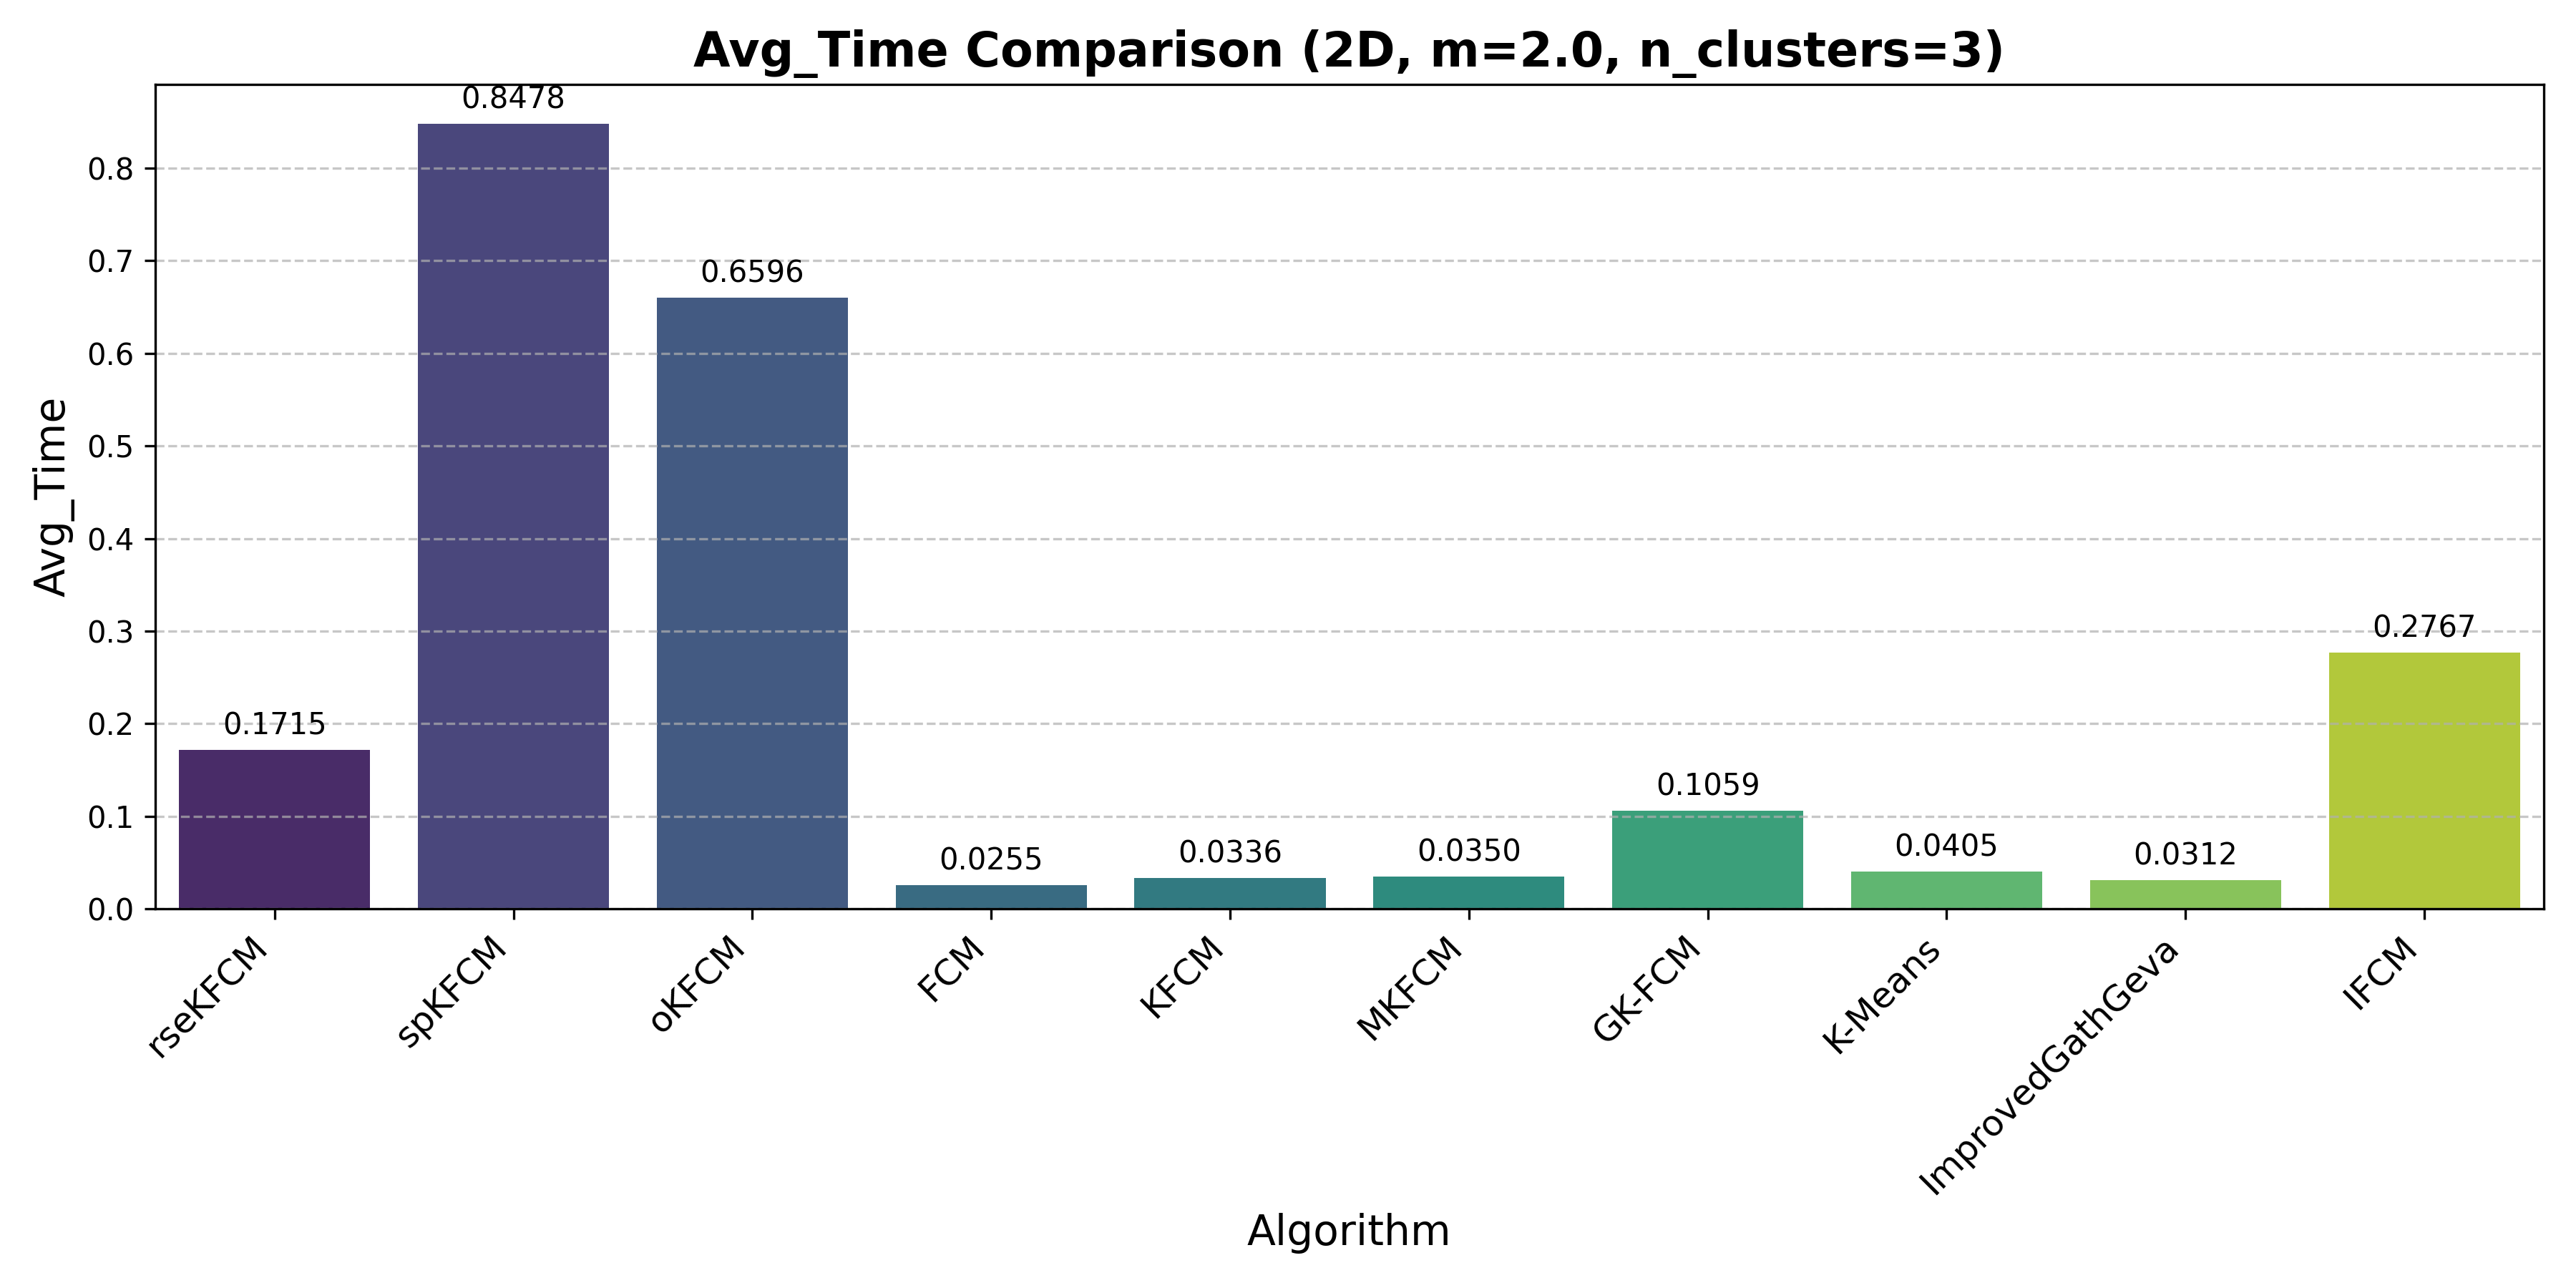 Avg_Time Comparison (2D, m=2.0, n_clusters=3)
Avg_Time
0.8
0.7
0.6
0.5
0.4
0.3
0.2
0.1
0.0
0.1715
0.8478
0.6596
0.0255
0.0336
0.0350
0.1059
0.0405
0.0312
0.2767
rseKFCM
spKFCM
oKFCM
FCM
KFCM
MKFCM
GK-FCM
K-Means
ImprovedGathGeva
IFCM
Algorithm